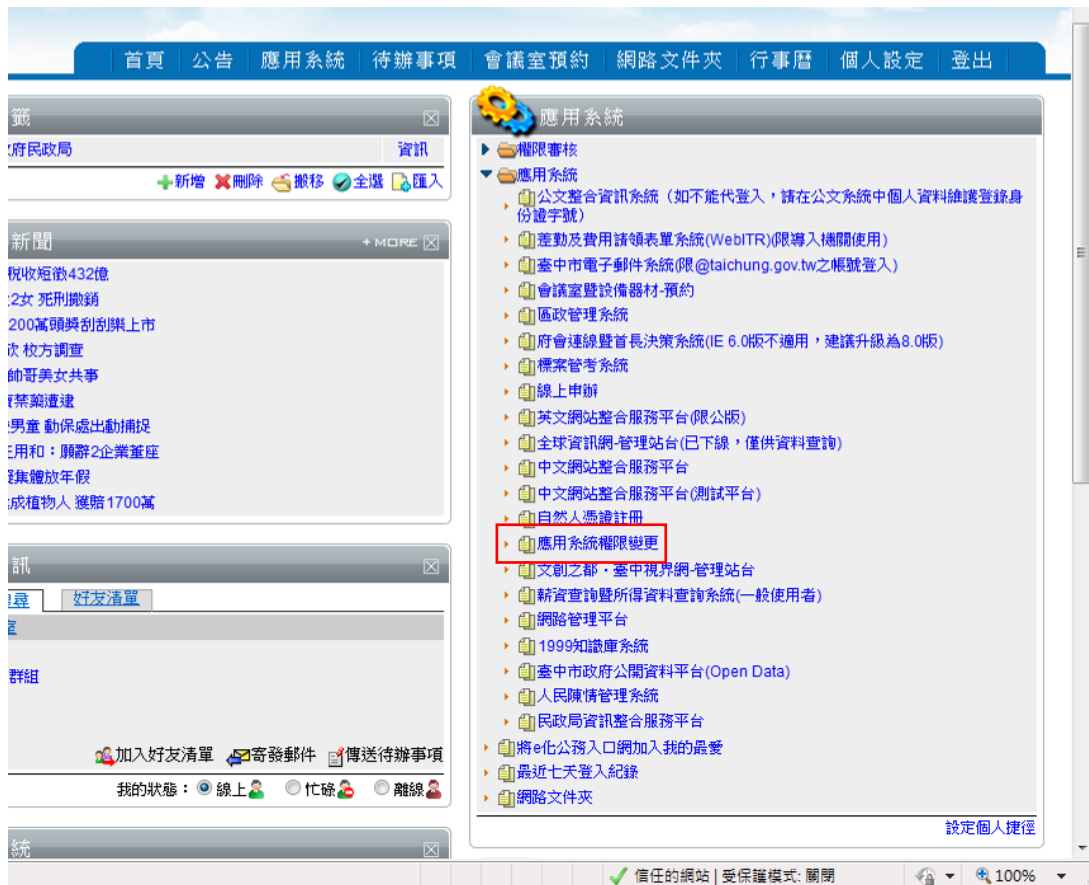 首頁 公告 應用系統 待辦事項 會議室預約 網路文件夾 行事曆 個人設定 登出
籤
府民政局 資訊
新增 刪除 搬移 全選 匯入
新聞 + MORE
稅收短徵432億
2女 死刑撤銷
200萬頭獎刮刮樂上市
欠 校方調查
帥哥美女共事
禁藥遭逮
男童 動保處出動捕捉
王用和：願辭2企業董座
集體放年假
成植物人 獲賠1700萬
訊
尋 好友清單
室
群組
加入好友清單 寄發郵件 傳送待辦事項
我的狀態： 線上 忙碌 離線
統
應用系統
權限審核
應用系統
公文整合資訊系統（如不能代登入，請在公文系統中個人資料維護登錄身
份證字號）
差勤及費用請領表單系統(WebITR)(限導入機關使用)
臺中市電子郵件系統(限@taichung.gov.tw之帳號登入)
會議室暨設備器材-預約
區政管理系統
府會連線暨首長決策系統(IE 6.0版不適用，建議升級為8.0版)
標案管考系統
線上申辦
英文網站整合服務平台(限公版)
全球資訊網-管理站台(已下線，僅供資料查詢)
中文網站整合服務平台
中文網站整合服務平台(測試平台)
自然人憑證註冊
應用系統權限變更
文創之都・臺中視界網-管理站台
薪資查詢暨所得資料查詢系統(一般使用者)
網路管理平台
1999知識庫系統
臺中市政府公開資料平台(Open Data)
人民陳情管理系統
民政局資訊整合服務平台
將e化公務入口網加入我的最愛
最近七天登入紀錄
網路文件夾
設定個人捷徑
信任的網站 | 受保護模式: 關閉 100%